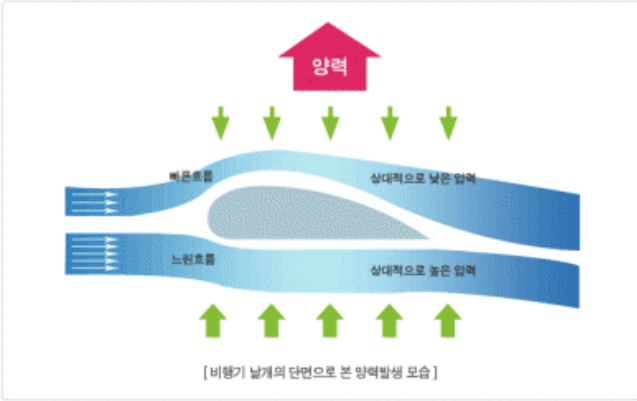 양력
빠른흐름
상대적으로 낮은 압력
느린흐름
상대적으로 높은 압력
[ 비행기 날개의 단면으로 본 양력발생 모습 ]